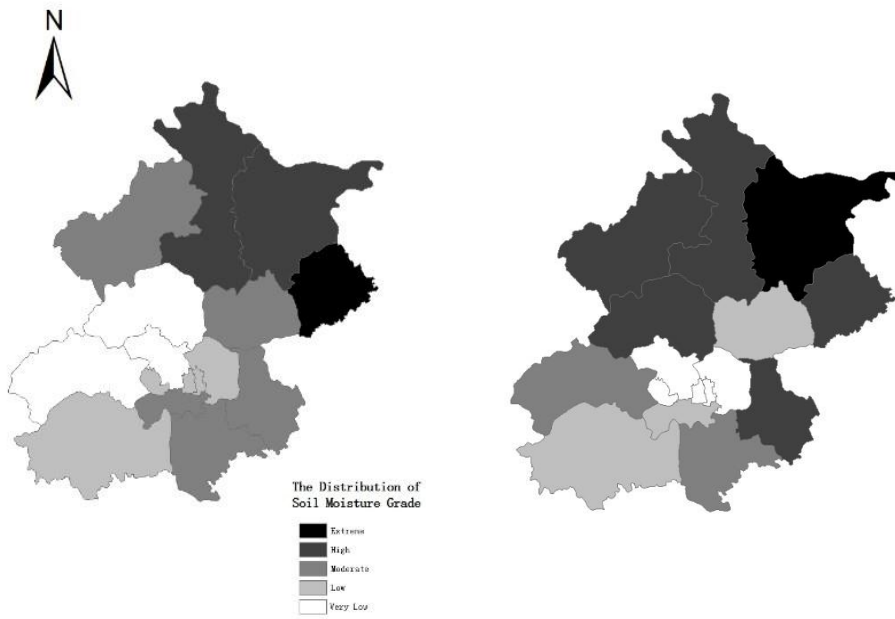 N
The Distribution of
Soil Moisture Grade
Extreme
High
Moderate
Low
Very Low